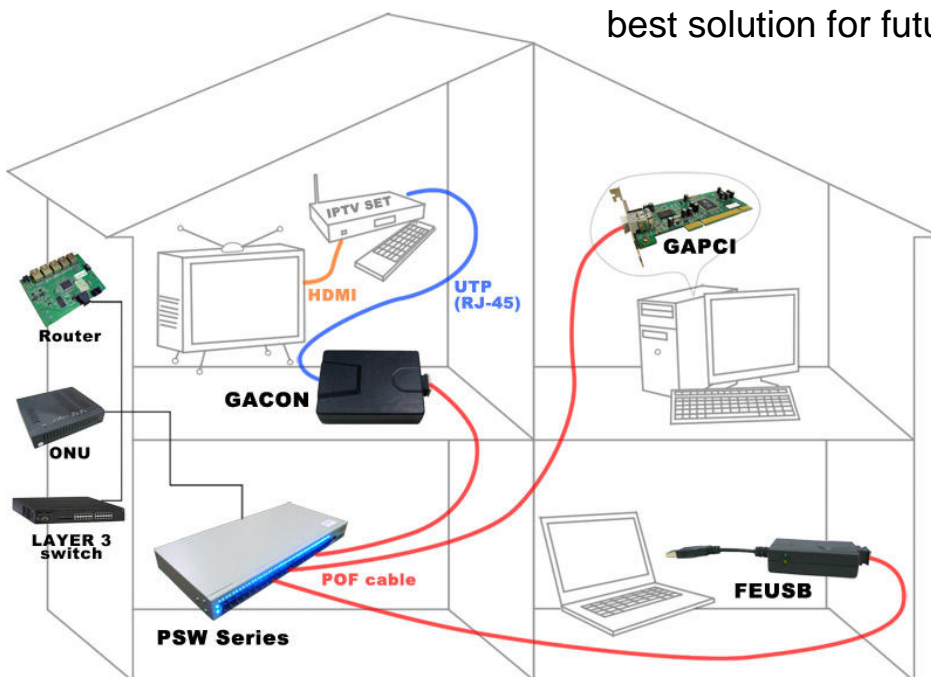 best solution for futu
IPTV SET
HDMI
UTP
(RJ-45)
GAPCI
Router
GACON
ONU
LAYER 3
switch
POF cable
PSW Series
FEUSB